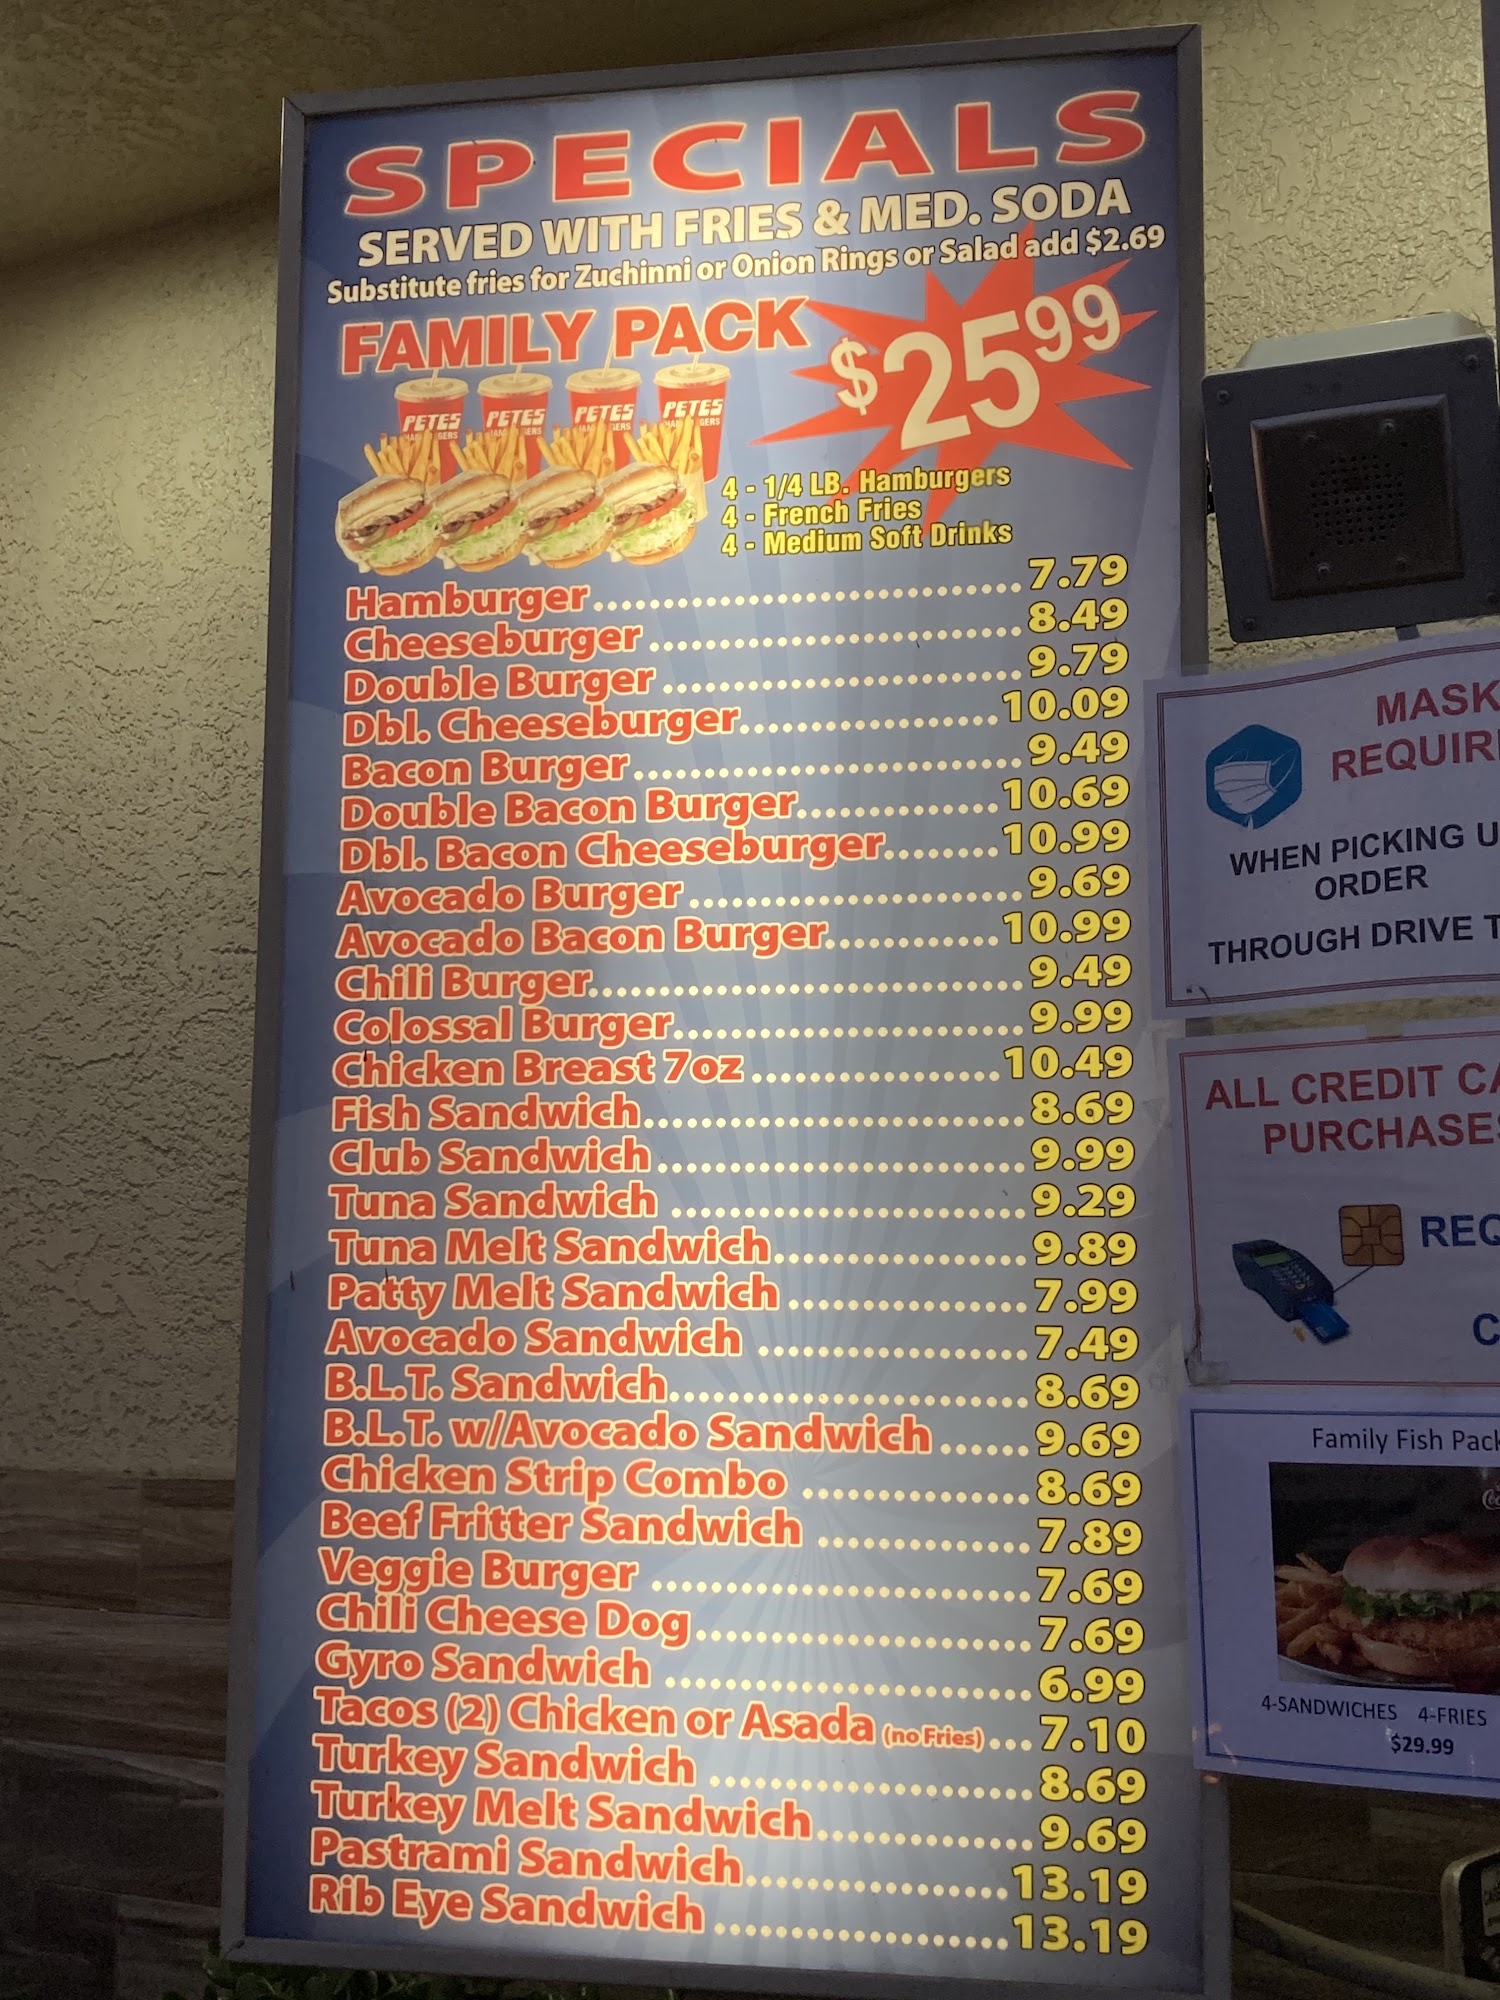 SPECIALS
SERVED WITH FRIES & MED. SODA
Substitute fries for Zuchinni or Onion Rings or Salad add $2.69
FAMILY PACK
$25.99
PETES PETES PETES PETES
4 - 1/4 LB. Hamburgers
4 - French Fries
4 - Medium Soft Drinks
Hamburger 7.79
Cheeseburger 8.49
Double Burger 9.79
Dbl. Cheeseburger 10.09
Bacon Burger 9.49
Double Bacon Burger 10.69
Dbl. Bacon Cheeseburger 10.99
Avocado Burger 9.69
Avocado Bacon Burger 10.99
Chili Burger 9.49
Colossal Burger 9.99
Chicken Breast 7oz 10.49
Fish Sandwich 8.69
Club Sandwich 9.99
Tuna Sandwich 9.29
Tuna Melt Sandwich 9.89
Patty Melt Sandwich 7.99
Avocado Sandwich 7.49
B.L.T. Sandwich 8.69
B.L.T. w/Avocado Sandwich 9.69
Chicken Strip Combo 8.69
Beef Fritter Sandwich 7.89
Veggie Burger 7.69
Chili Cheese Dog 7.69
Gyro Sandwich 6.99
Tacos (2) Chicken or Asada (no Fries) 7.10
Turkey Sandwich 8.69
Turkey Melt Sandwich 9.69
Pastrami Sandwich 13.19
Rib Eye Sandwich 13.19
MASK
REQUIR
WHEN PICKING U
ORDER
THROUGH DRIVE T
ALL CREDIT CA
PURCHASES
REQ
C
Family Fish Pack
4-SANDWICHES 4-FRIES
$29.99